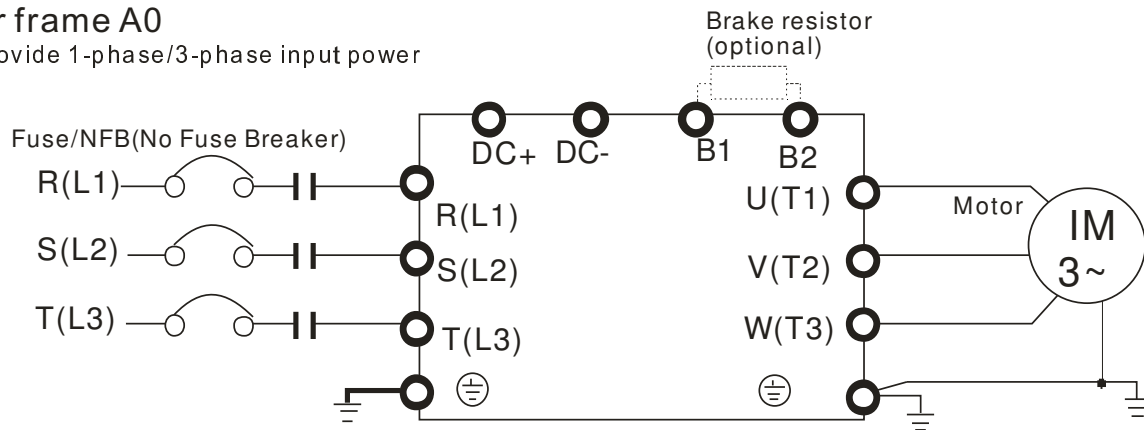 r frame A0
ovide 1-phase/3-phase input power
Brake resistor
(optional)
Fuse/NFB(No Fuse Breaker)
DC+ DC- B1 B2
R(L1) R(L1) U(T1) Motor IM
S(L2) S(L2) V(T2) 3~
T(L3) T(L3) W(T3)